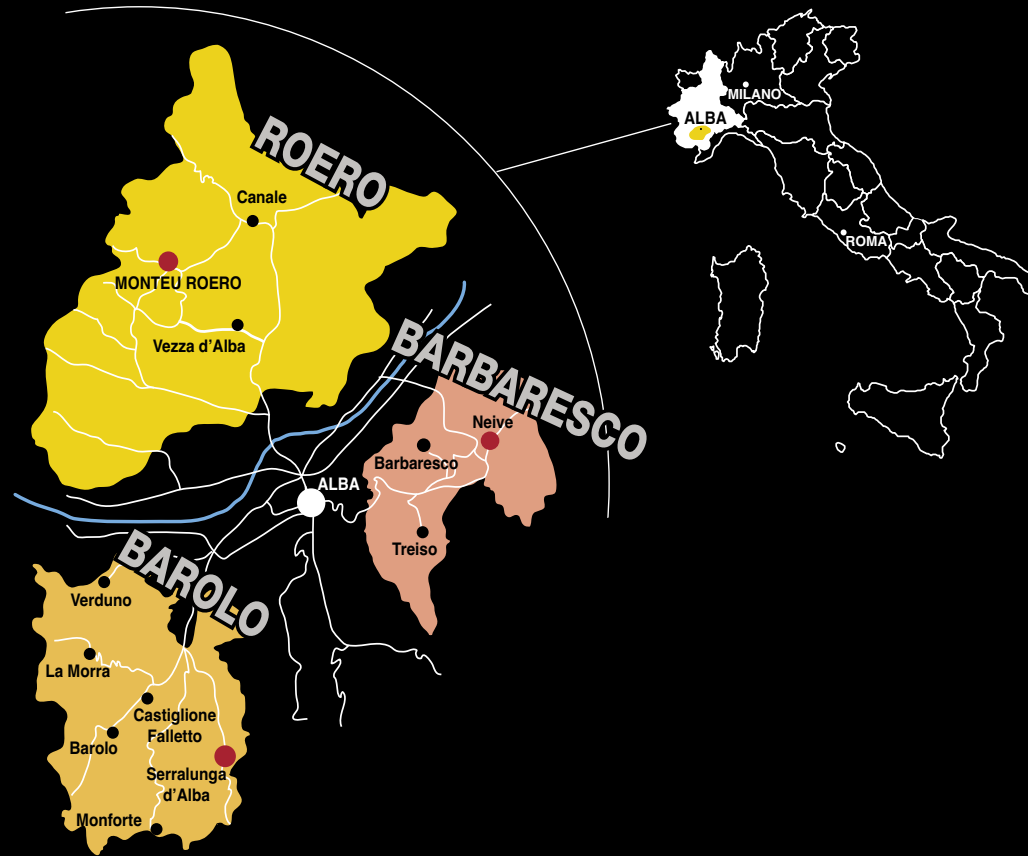 ROERO
Canale
MONTEU ROERO
Vezza d'Alba
MILANO
ALBA
ROMA
BARBARESCO
Neive
Barbaresco
Treiso
ALBA
BAROLO
Verduno
La Morra
Castiglione
Falletto
Barolo
Serralunga
d'Alba
Monforte